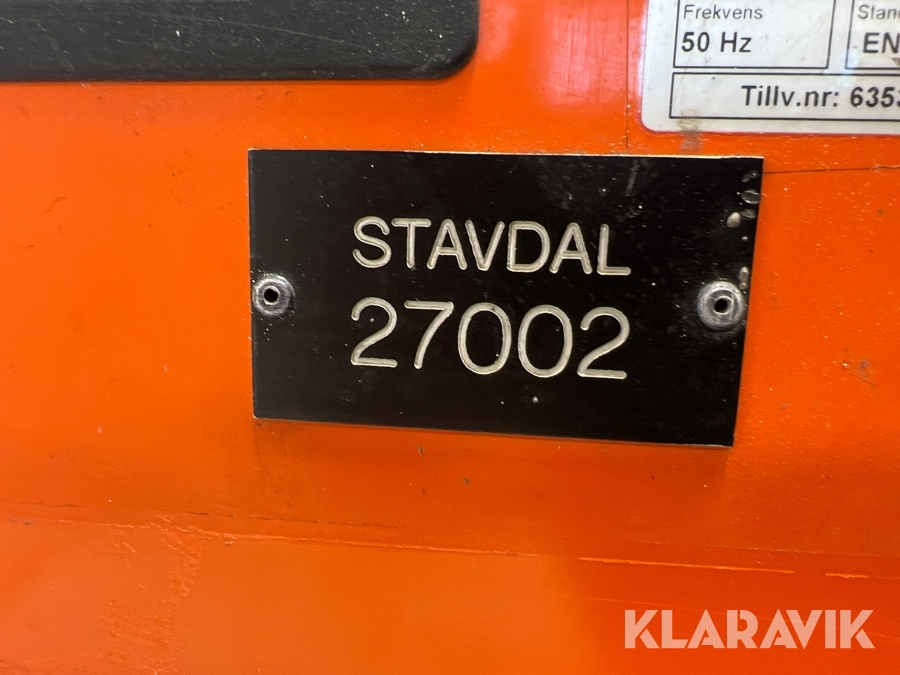 Frekvens
50 Hz
EN
Tillv.nr:
STAVDAL
27002
KLARAVIK